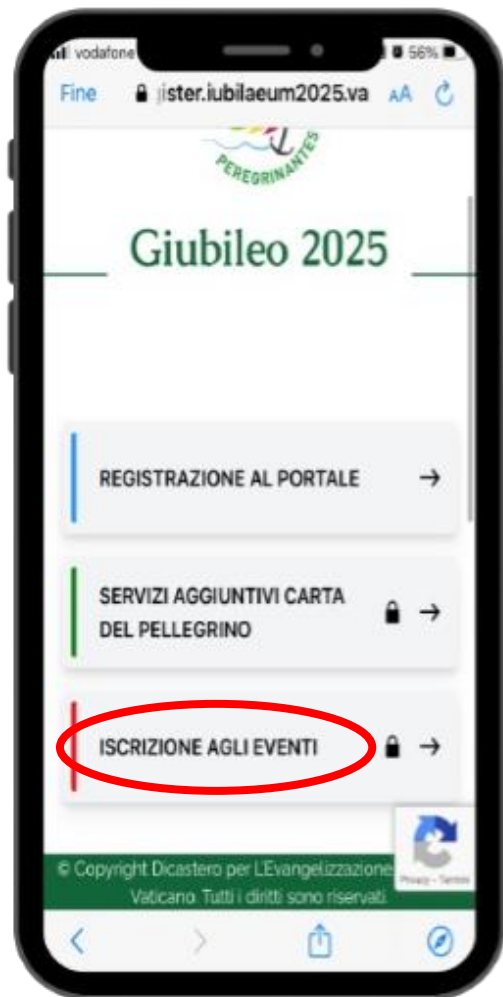 vodafone 56%
Fine ister.iubilaeum2025.va AA
PEREGRINANTES
Giubileo 2025
REGISTRAZIONE AL PORTALE
SERVIZI AGGIUNTIVI CARTA
DEL PELLEGRINO
ISCRIZIONE AGLI EVENTI
© Copyright Dicastero per L'Evangelizzazione
Vaticano. Tutti i diritti sono riservati.
Privacy - Termini